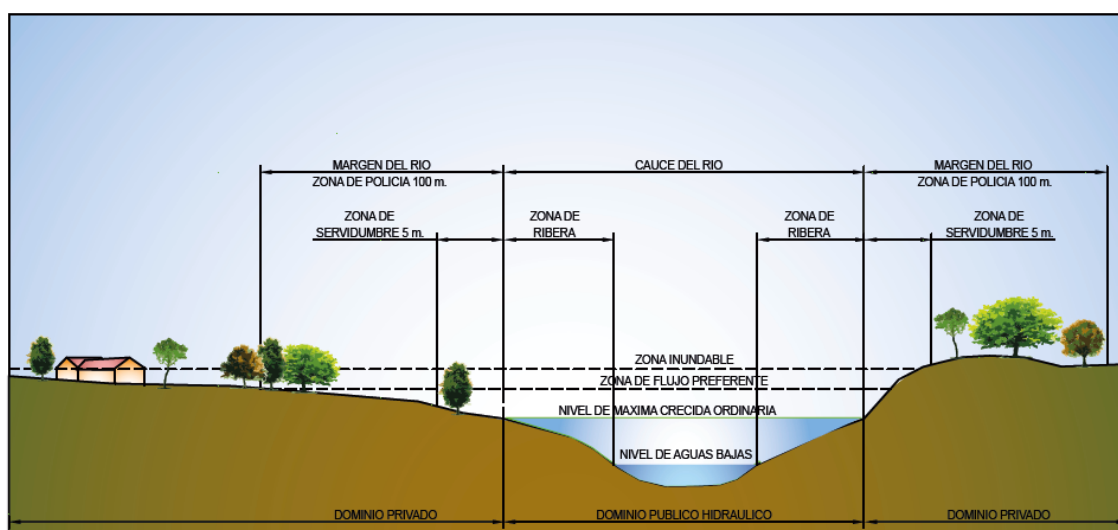 MARGEN DEL RIO
ZONA DE POLICIA 100 m.
CAUCE DEL RIO
MARGEN DEL RIO
ZONA DE POLICIA 100 m.
ZONA DE
SERVIDUMBRE 5 m.
ZONA DE
RIBERA
ZONA DE
RIBERA
ZONA DE
SERVIDUMBRE 5 m.
ZONA INUNDABLE
ZONA DE FLUJO PREFERENTE
NIVEL DE MAXIMA CRECIDA ORDINARIA
NIVEL DE AGUAS BAJAS
DOMINIO PRIVADO
DOMINIO PUBLICO HIDRAULICO
DOMINIO PRIVADO